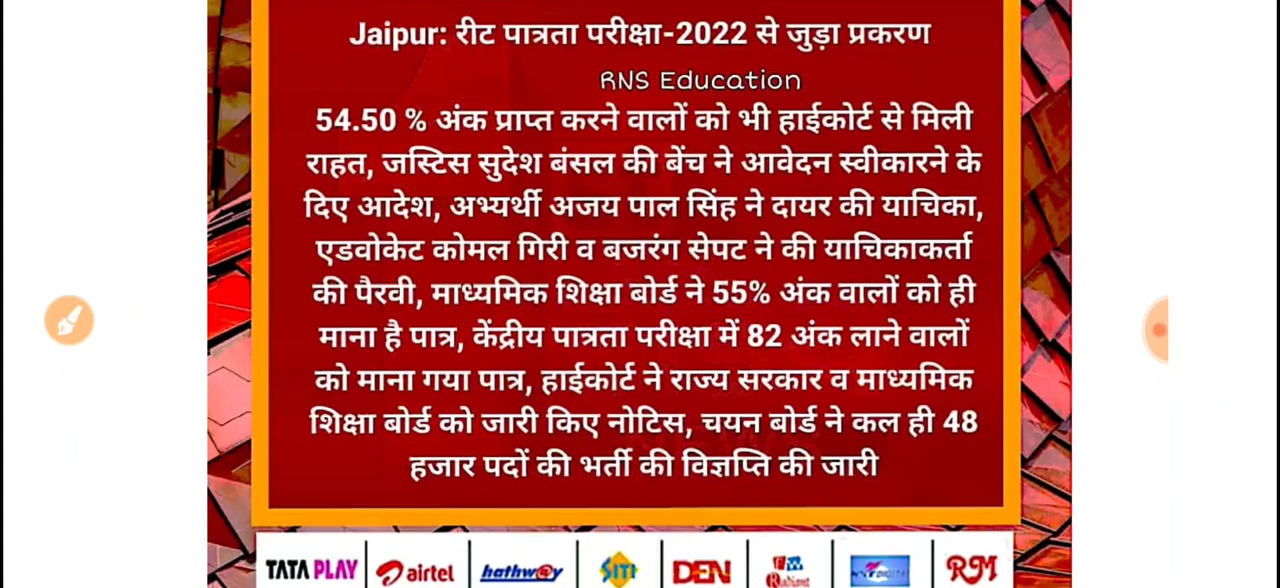 Jaipur: रीट पात्रता परीक्षा-2022 से जुड़ा प्रकरण
RNS Education
54.50 % अंक प्राप्त करने वालों को भी हाईकोर्ट से मिली
राहत, जस्टिस सुदेश बंसल की बेंच ने आवेदन स्वीकारने के
दिए आदेश, अभ्यर्थी अजय पाल सिंह ने दायर की याचिका,
एडवोकेट कोमल गिरी व बजरंग सेपट ने की याचिकाकर्ता
की पैरवी, माध्यमिक शिक्षा बोर्ड ने 55% अंक वालों को ही
माना है पात्र, केंद्रीय पात्रता परीक्षा में 82 अंक लाने वालों
को माना गया पात्र, हाईकोर्ट ने राज्य सरकार व माध्यमिक
शिक्षा बोर्ड को जारी किए नोटिस, चयन बोर्ड ने कल ही 48
हजार पदों की भर्ती की विज्ञप्ति की जारी
TATA PLAY airtel hathway SITI DEN Radiant RM